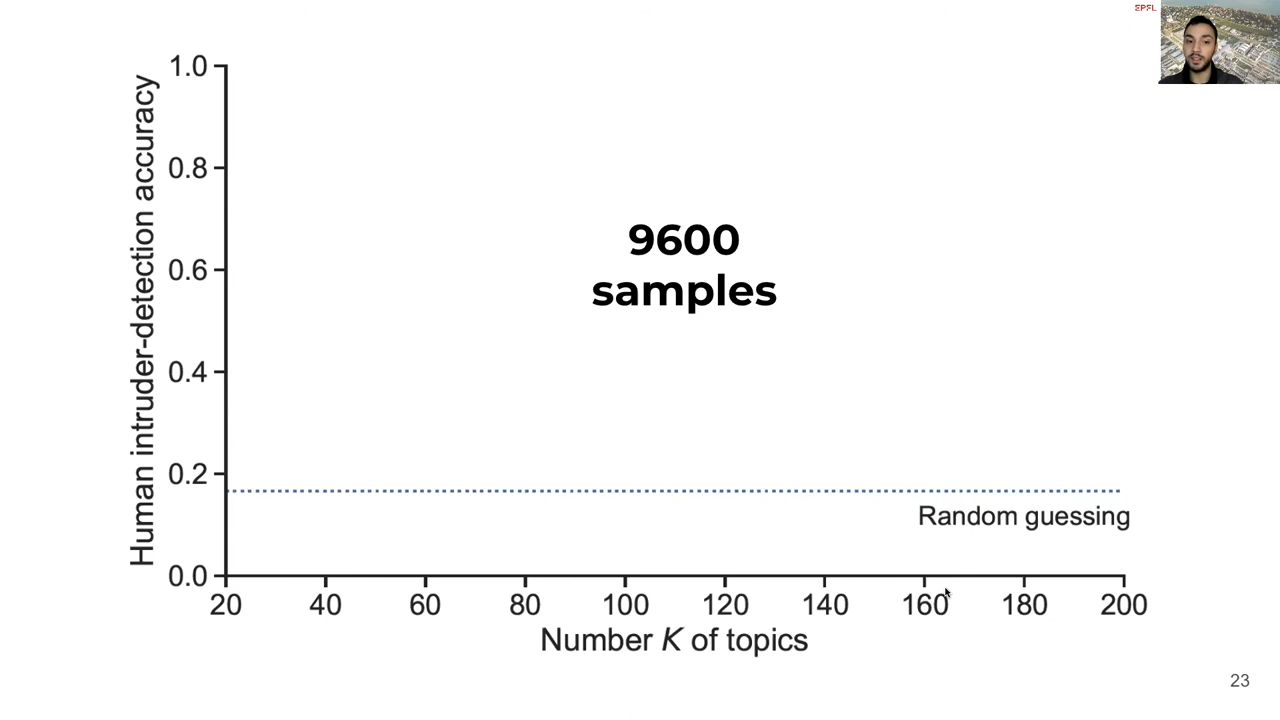 EPFL
1.0
0.8
0.6
0.4
0.2
0.0
Human intruder-detection accuracy
9600
samples
Random guessing
20 40 60 80 100 120 140 160 180 200
Number K of topics
23